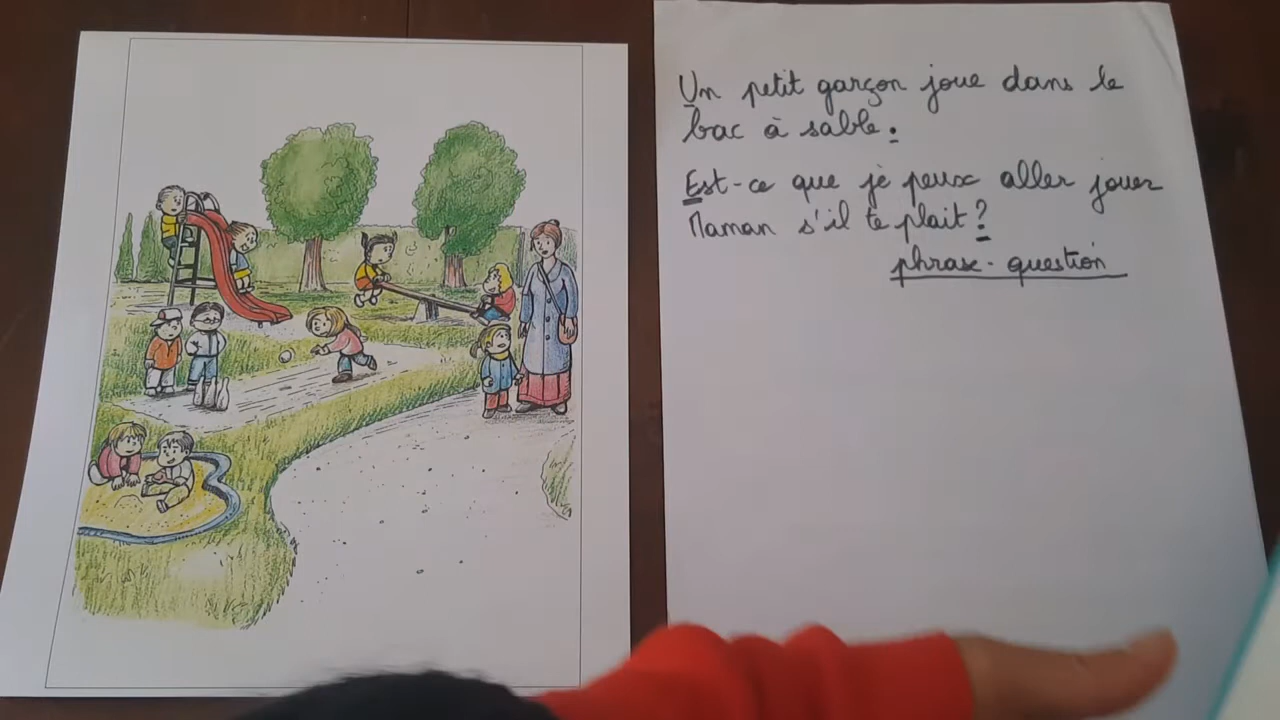 Un petit garçon joue dans le
bac à sable.
Est-ce que je peux aller jouer
Maman s'il te plait ?
phrase - question